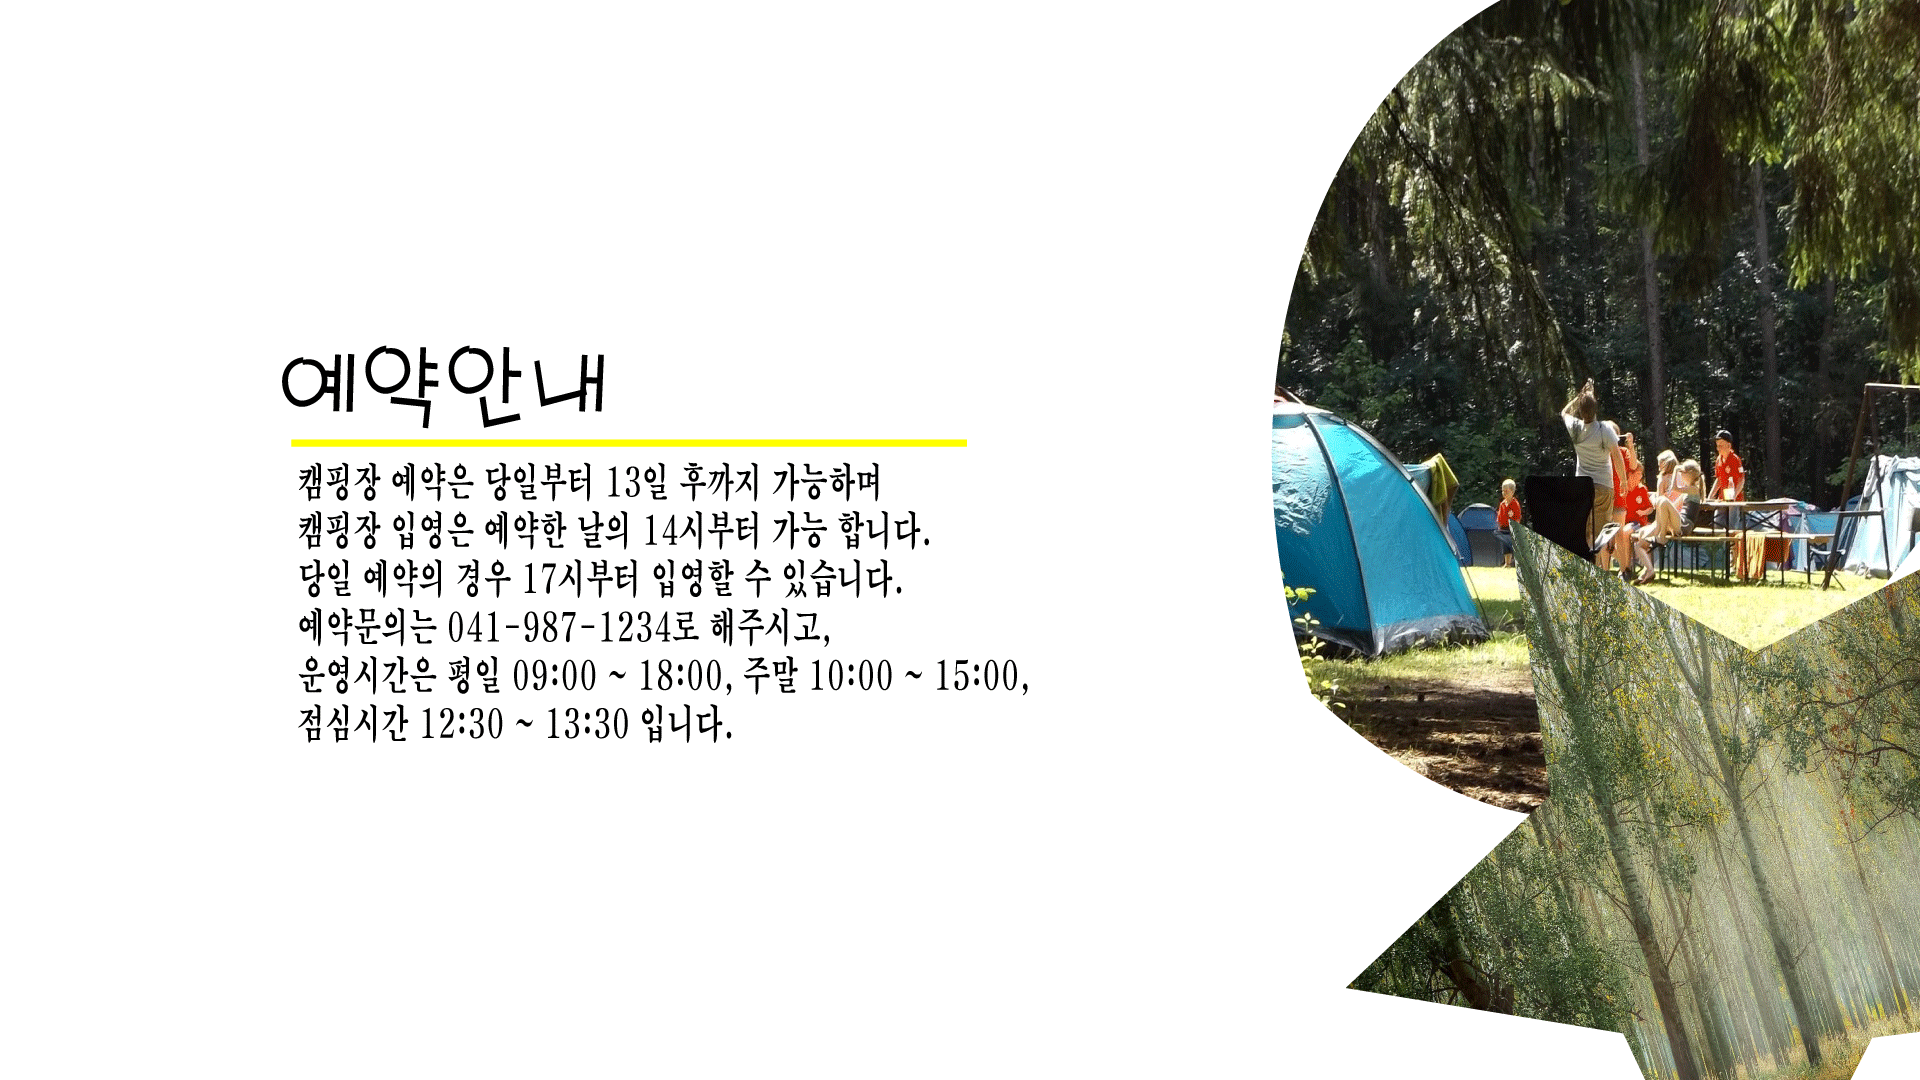 예약안내
캠핑장 예약은 당일부터 13일 후까지 가능하며
캠핑장 입영은 예약한 날의 14시부터 가능 합니다.
당일 예약의 경우 17시부터 입영할 수 있습니다.
예약문의는 041-987-1234로 해주시고,
운영시간은 평일 09:00 ~ 18:00, 주말 10:00 ~ 15:00,
점심시간 12:30 ~ 13:30 입니다.